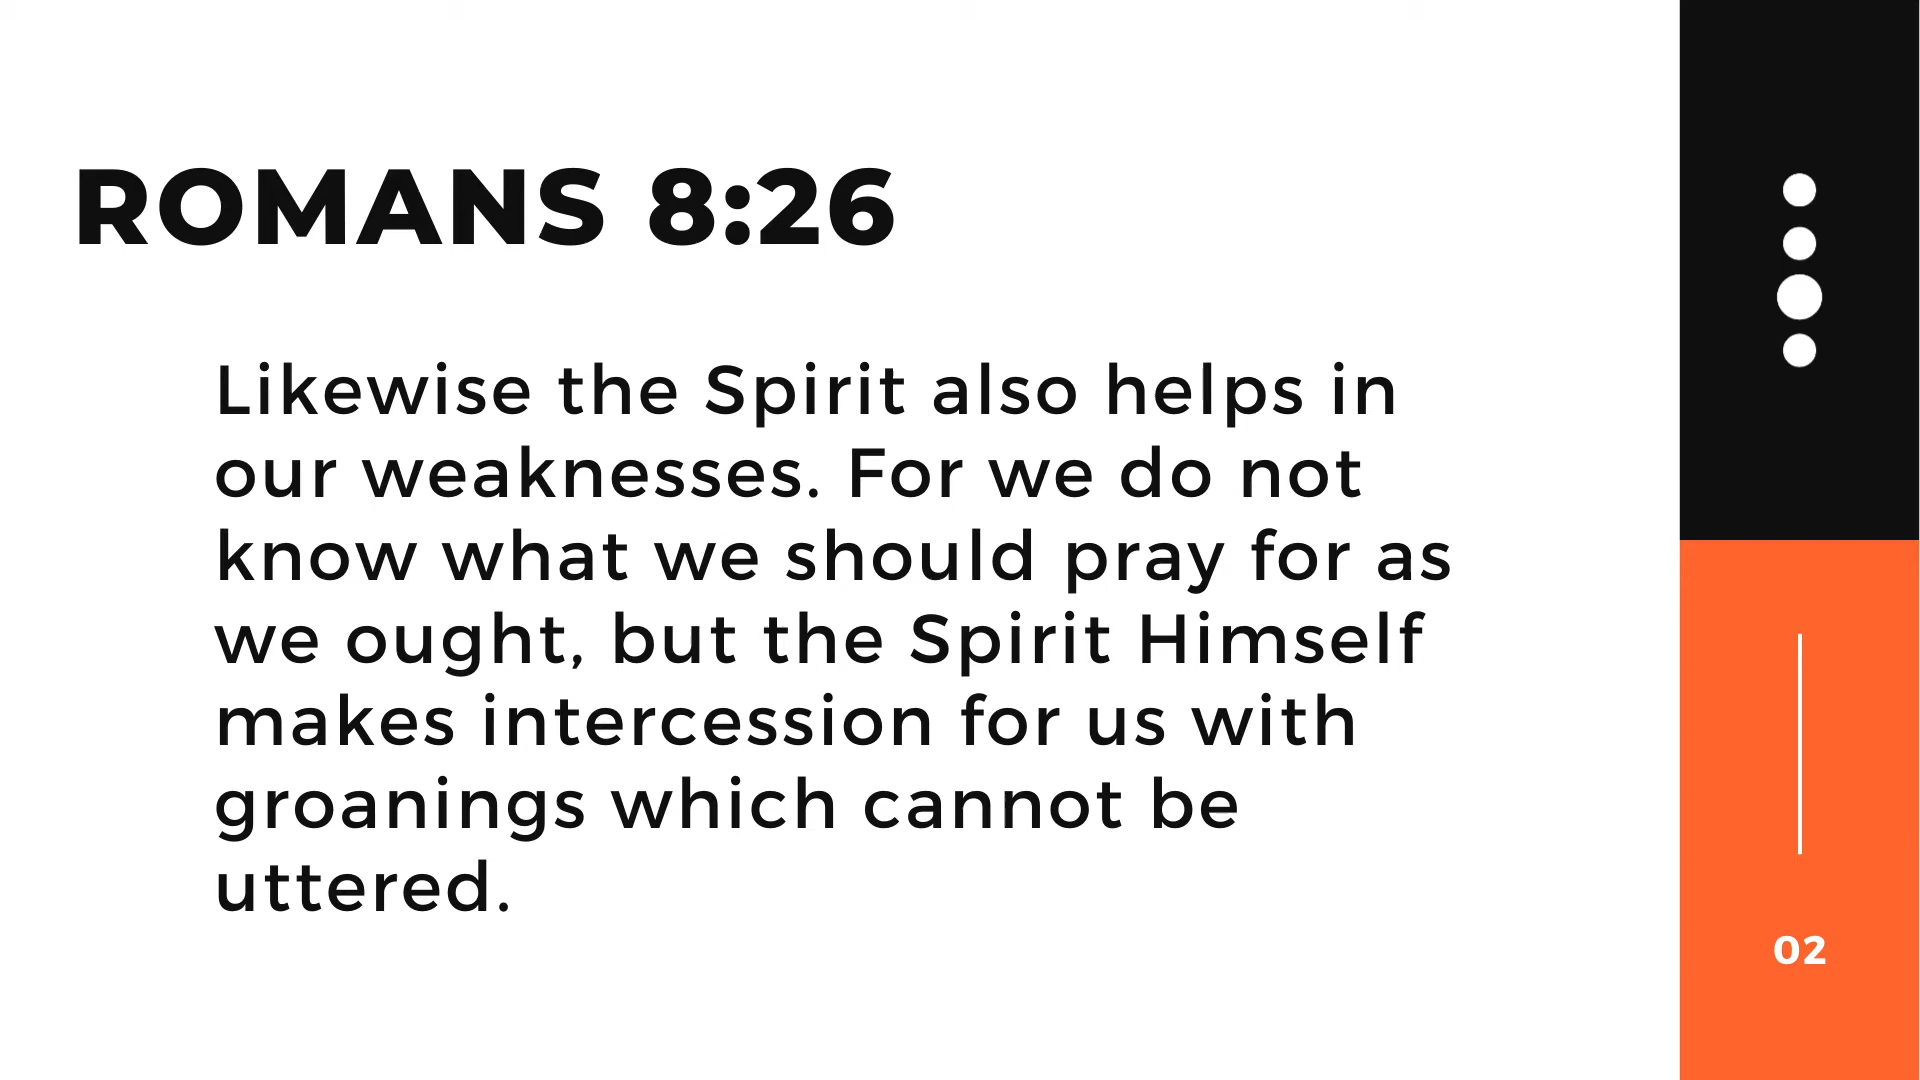 ROMANS 8:26
Likewise the Spirit also helps in
our weaknesses. For we do not
know what we should pray for as
we ought, but the Spirit Himself
makes intercession for us with
groanings which cannot be
uttered.
02